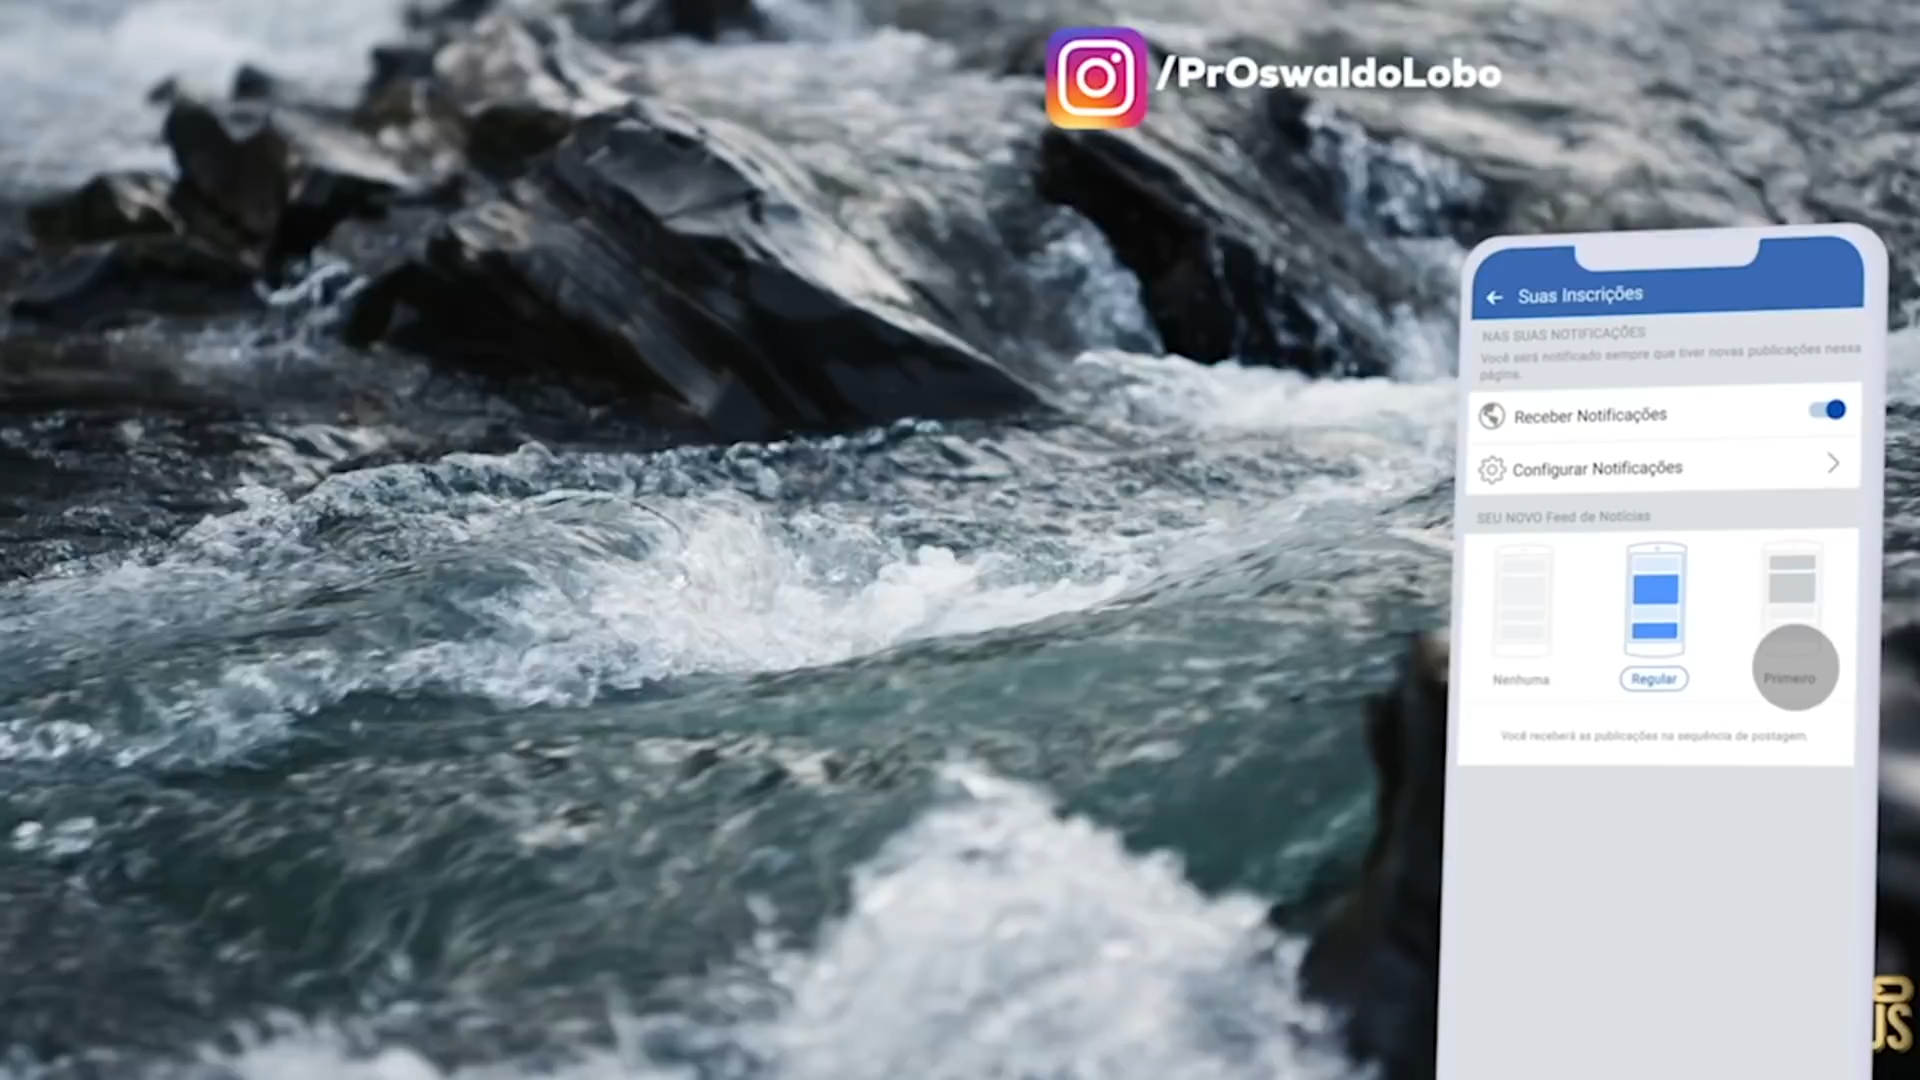 /PrOswaldoLobo
Suas Inscrições
NAS SUAS NOTIFICAÇÕES
Você será notificado sempre que tiver novas publicações nessa
página.
Receber Notificações
Configurar Notificações
SEU NOVO Feed de Notícias
Nenhuma
Regular
Primeiro
Você receberá as publicações na sequência de postagem.